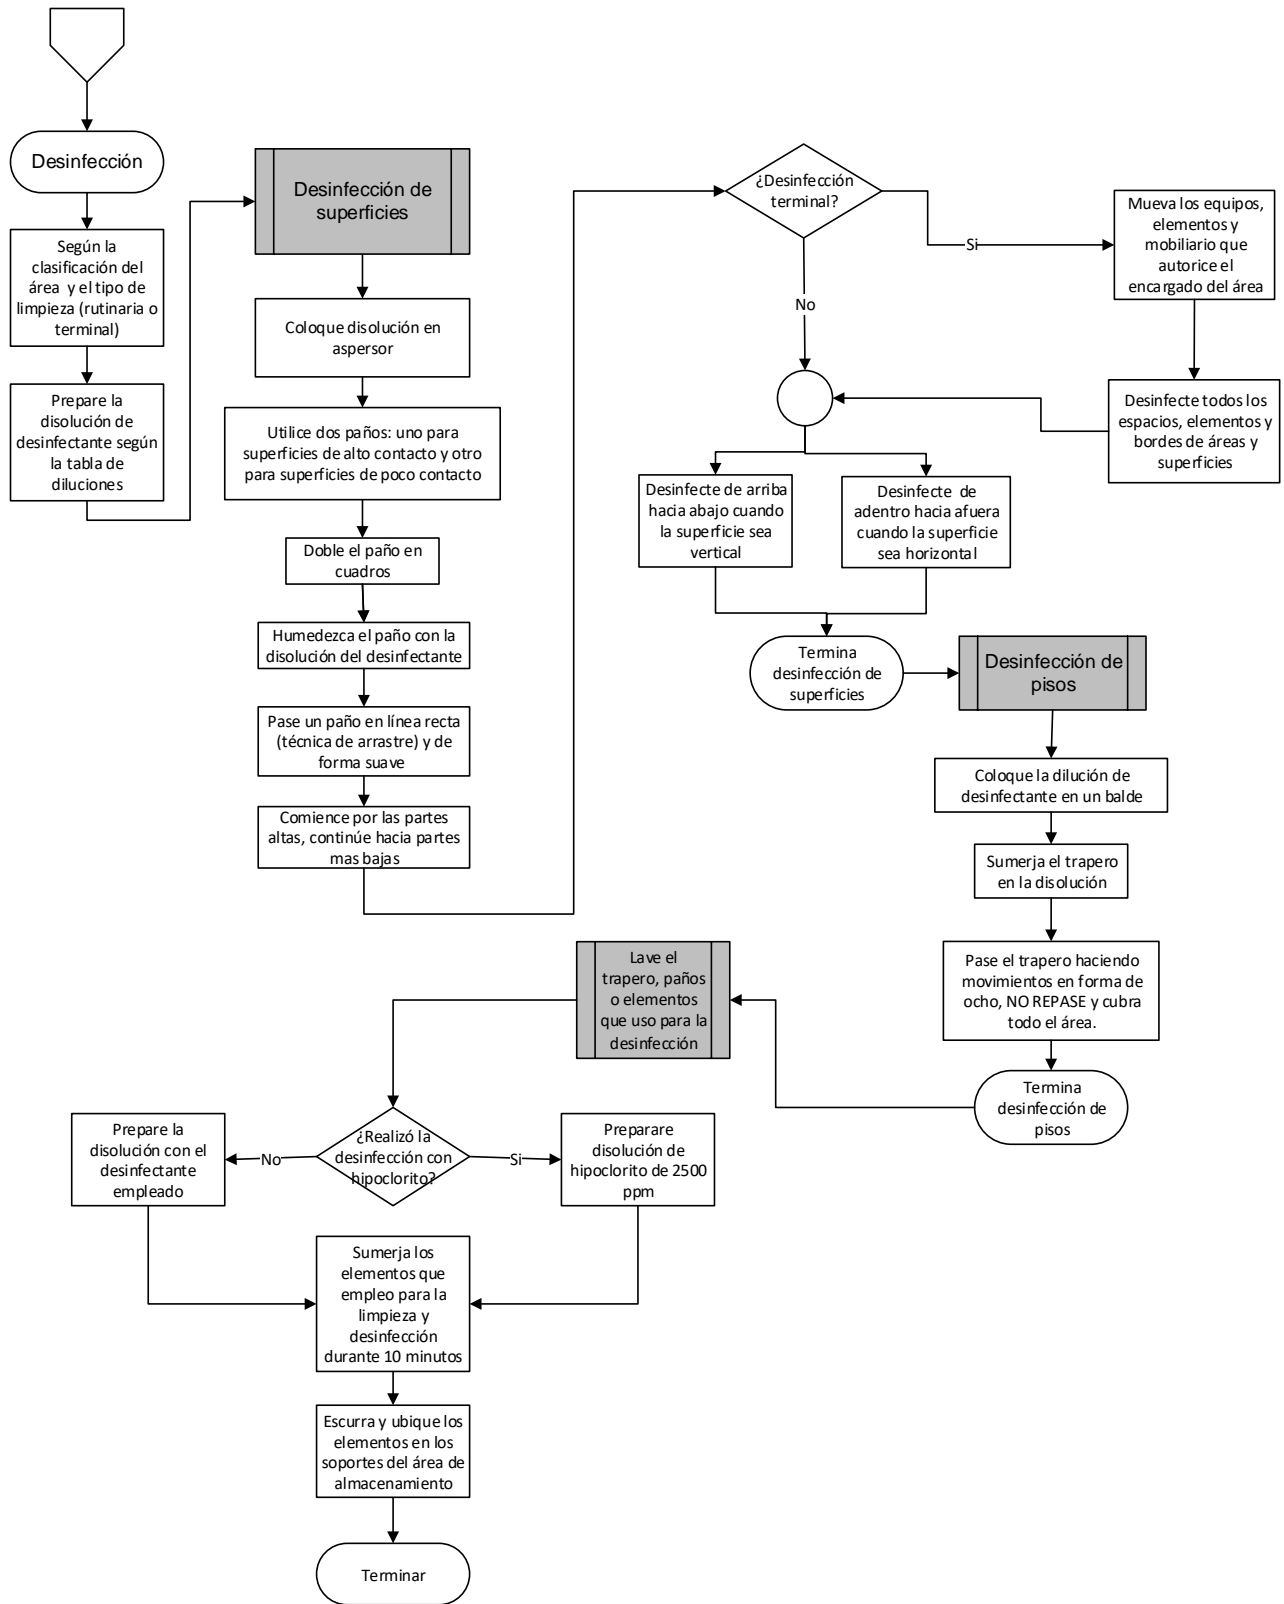 Desinfección
Según la
clasificación del
área y el tipo de
limpieza (rutinaria o
terminal)
Prepare la
disolución de
desinfectante según
la tabla de
diluciones
Desinfección de
superficies
Coloque disolución en
aspersor
Utilice dos paños: uno para
superficies de alto contacto y otro
para superficies de poco contacto
Doble el paño en
cuadros
Humedezca el paño con la
disolución del desinfectante
Pase un paño en línea recta
(técnica de arrastre) y de
forma suave
Comience por las partes
altas, continúe hacia partes
mas bajas
¿Desinfección
terminal?
Si
No
Mueva los equipos,
elementos y
mobiliario que
autorice el
encargado del área
Desinfecte todos los
espacios, elementos y
bordes de áreas y
superficies
Desinfecte de arriba
hacia abajo cuando
la superficie sea
vertical
Desinfecte de
adentro hacia afuera
cuando la superficie
sea horizontal
Termina
desinfección de
superficies
Desinfección de
pisos
Coloque la dilución de
desinfectante en un balde
Sumerja el trapero
en la disolución
Pase el trapero haciendo
movimientos en forma de
ocho, NO REPASE y cubra
todo el área.
Termina
desinfección de
pisos
Lave el
trapero, paños
o elementos
que uso para la
desinfección
¿Realizó la
desinfección con
hipoclorito?
No
Si
Prepare la
disolución con el
desinfectante
empleado
Preparare
disolución de
hipoclorito de 2500
ppm
Sumerja los
elementos que
empleo para la
limpieza y
desinfección
durante 10 minutos
Escurra y ubique los
elementos en los
soportes del área de
almacenamiento
Terminar